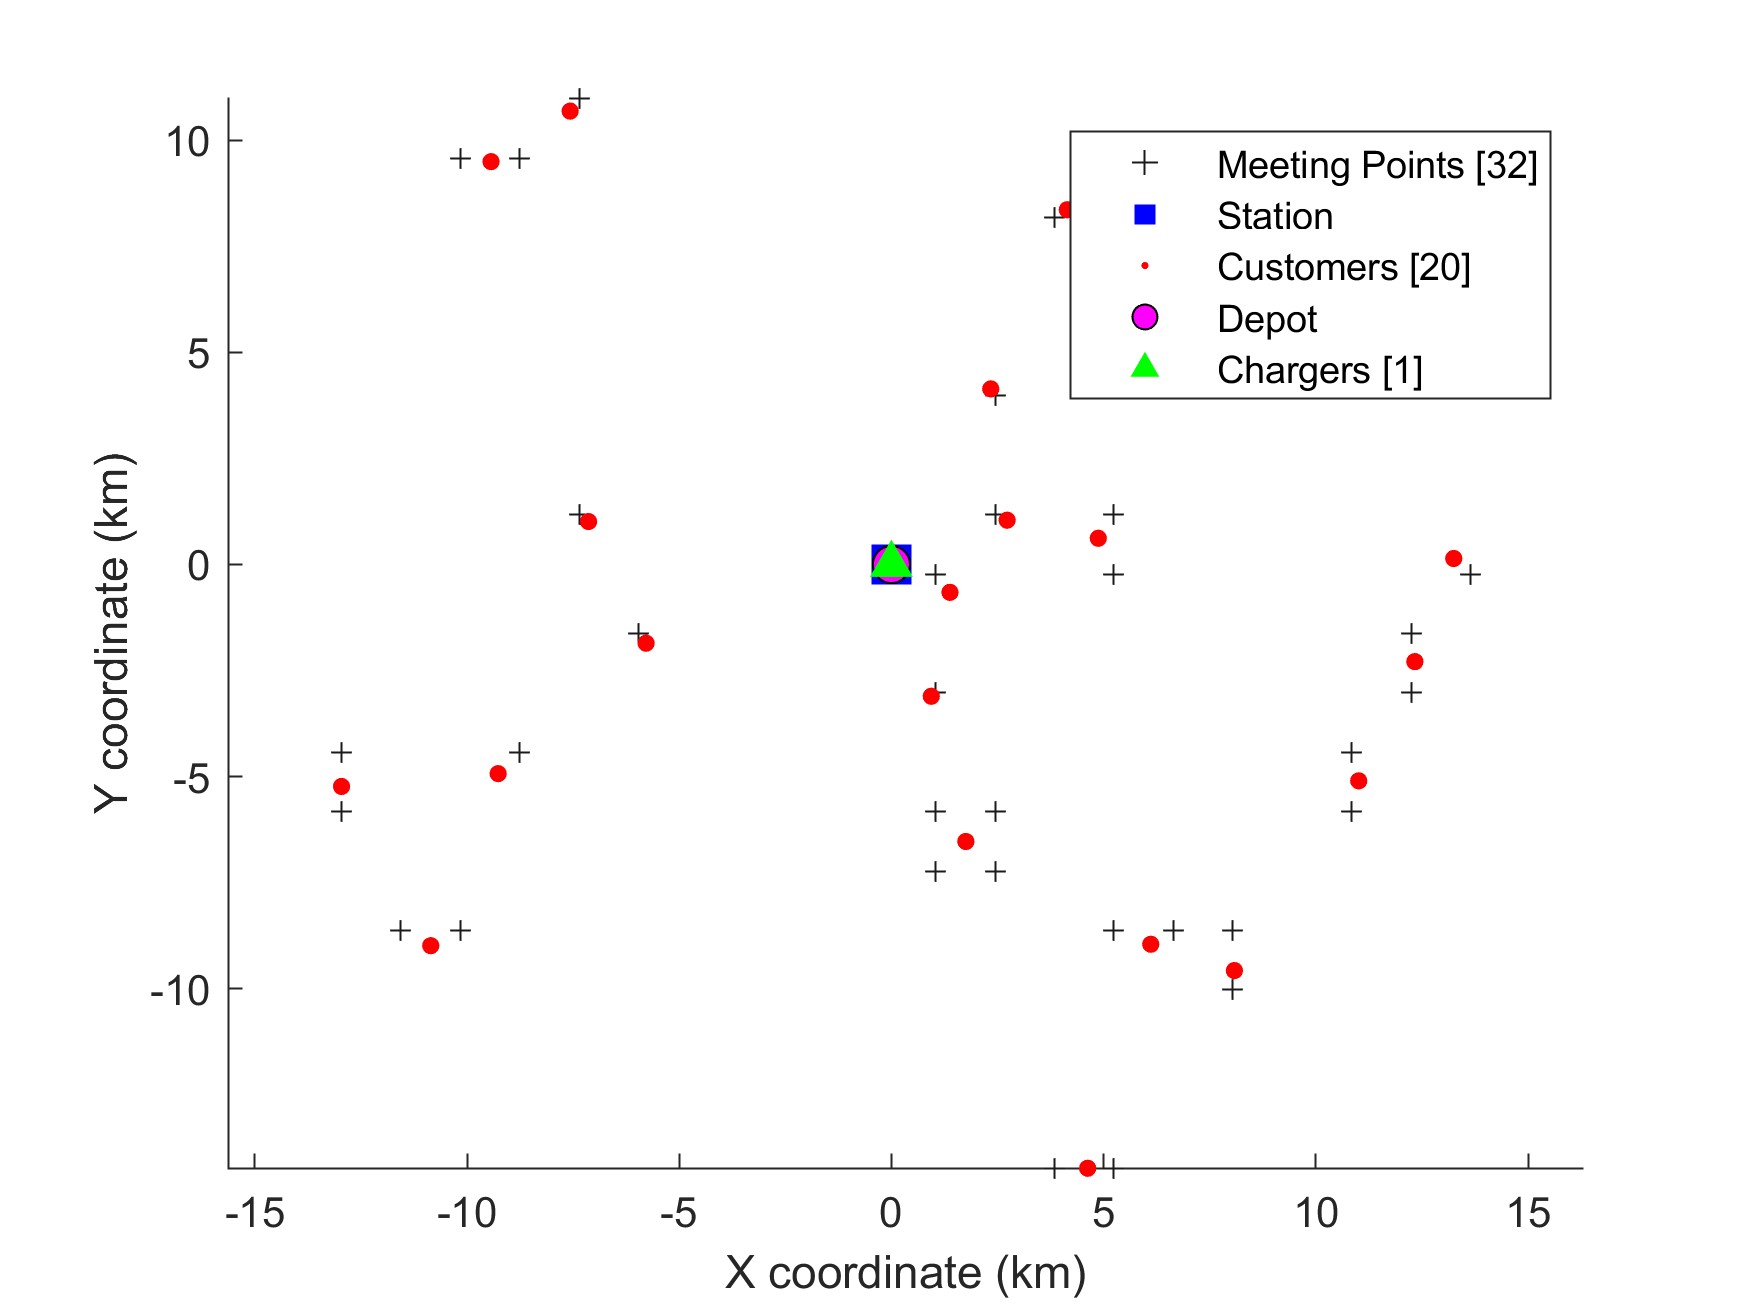 10
5
0
-5
-10
-15
-10
-5
0
5
10
15
X coordinate (km)
Y coordinate (km)
Meeting Points [32]
Station
Customers [20]
Depot
Chargers [1]